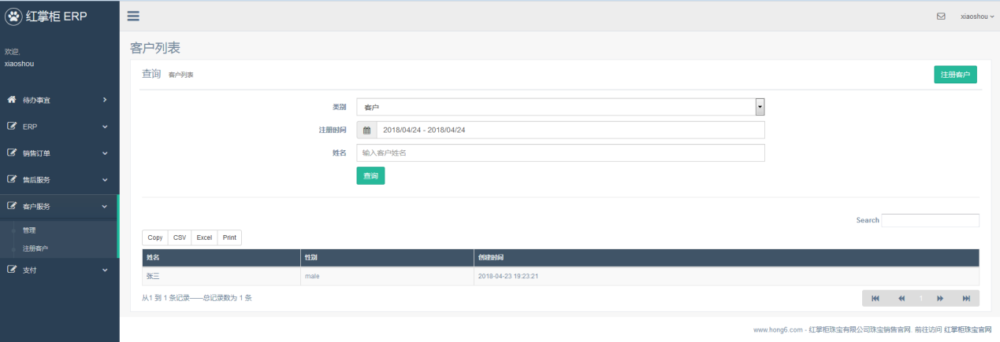 红掌柜 ERP
xiaoshou
欢迎,
xiaoshou
待办事宜
ERP
销售订单
售后服务
客户服务
管理
注册客户
支付
客户列表
查询 客户列表
注册客户
类别 客户
注册时间 2018/04/24 - 2018/04/24
姓名 输入客户姓名
查询
Search
Copy CSV Excel Print
姓名 性别 创建时间
张三 male 2018-04-23 19:23:21
从1 到 1 条记录——总记录数为 1 条
1
www.hong6.com - 红掌柜珠宝有限公司珠宝销售官网. 前往访问 红掌柜珠宝官网